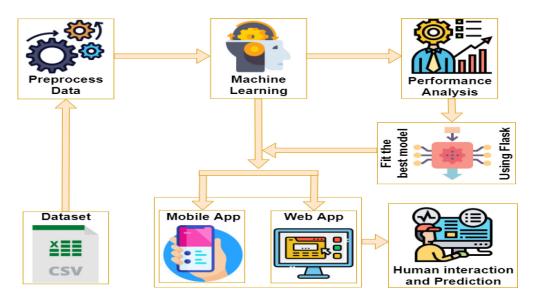 Preprocess
Data
Machine
Learning
Performance
Analysis
Fit the
best model
Using Flask
Dataset
X
CSV
Mobile App
Web App
Human interaction
and Prediction